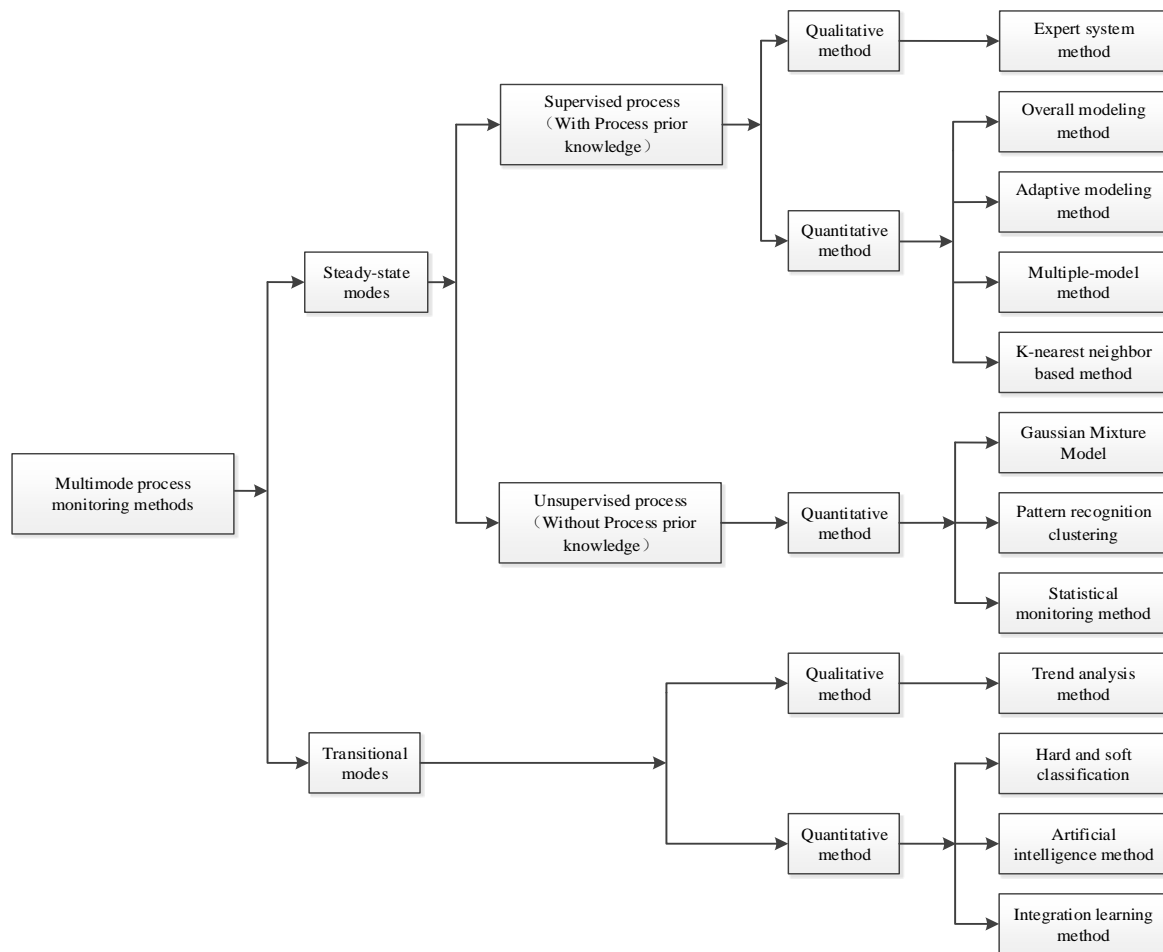 Qualitative
method
Expert system
method
Supervised process
（With Process prior
knowledge）
Overall modeling
method
Adaptive modeling
method
Quantitative
method
Steady-state
modes
Multiple-model
method
K-nearest neighbor
based method
Gaussian Mixture
Model
Multimode process
monitoring methods
Unsupervised process
（Without Process prior
knowledge）
Quantitative
method
Pattern recognition
clustering
Statistical
monitoring method
Qualitative
method
Trend analysis
method
Transitional
modes
Hard and soft
classification
Quantitative
method
Artificial
intelligence method
Integration learning
method